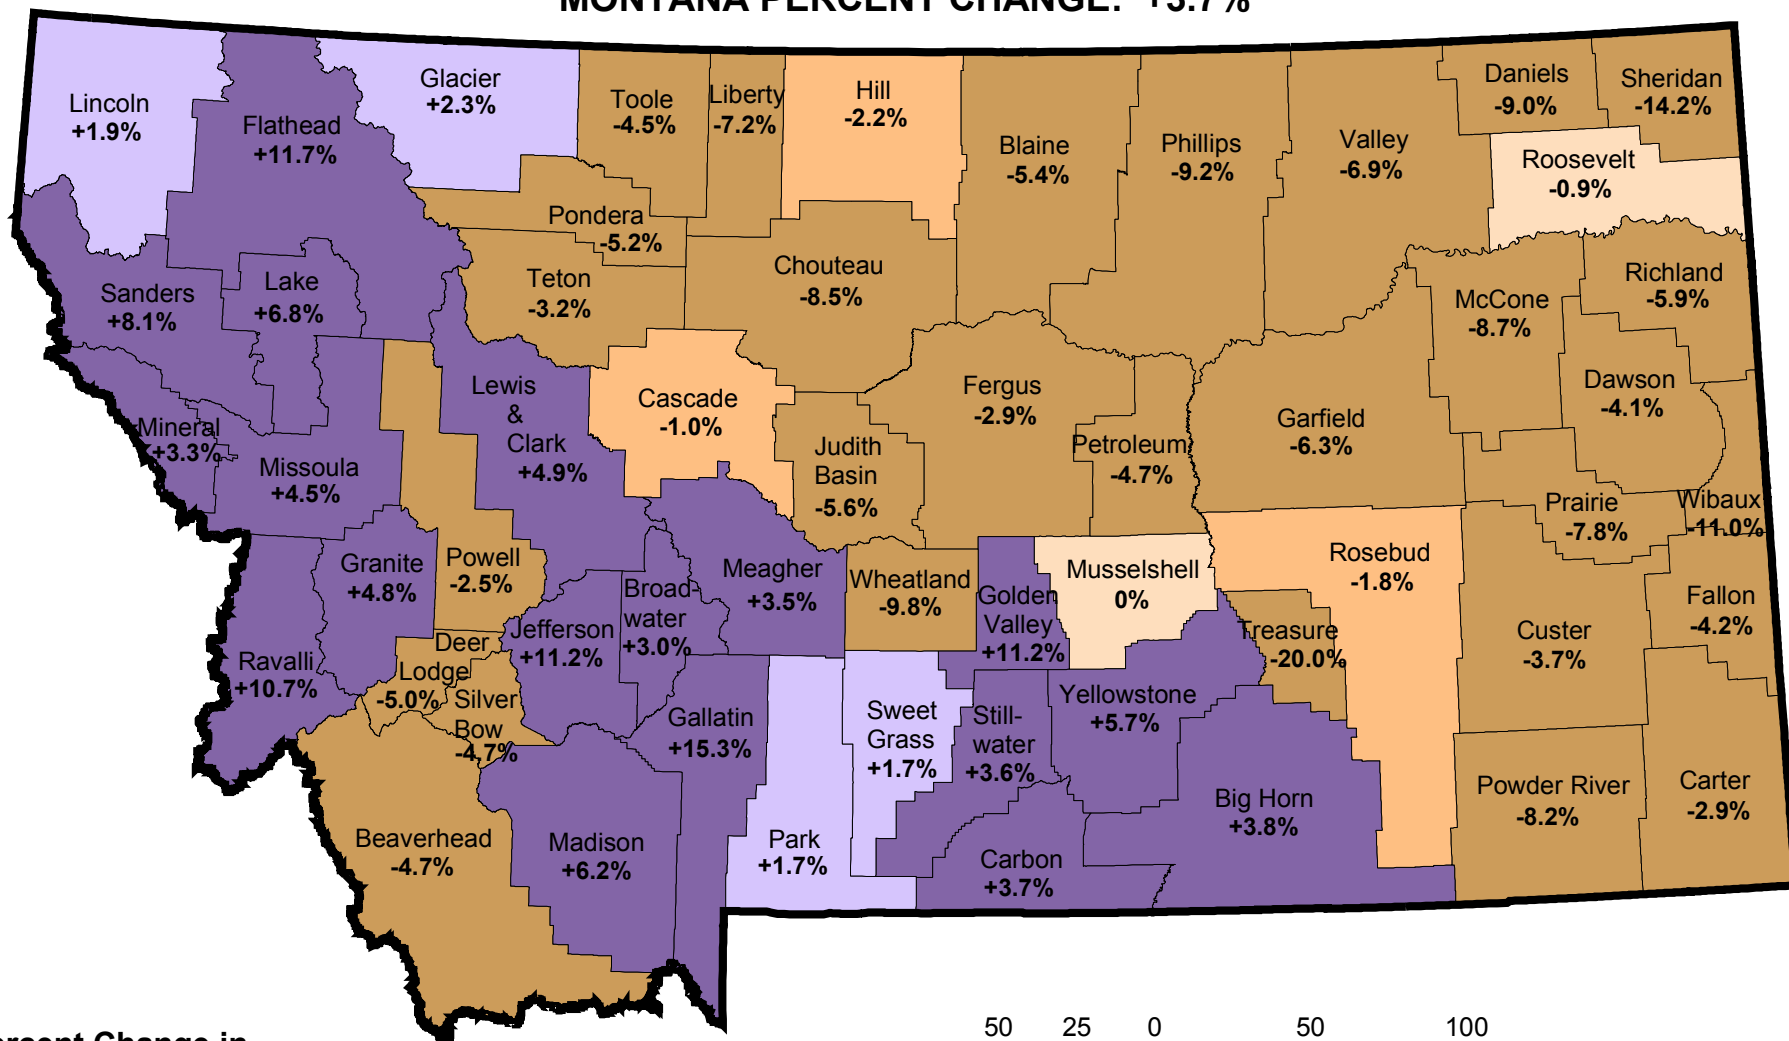 MONTANA PERCENT CHANGE: +3.7%
Lincoln
+1.9%
Flathead
+11.7%
Glacier
+2.3%
Toole
-4.5%
Liberty
-7.2%
Hill
-2.2%
Blaine
-5.4%
Phillips
-9.2%
Valley
-6.9%
Daniels
-9.0%
Sheridan
-14.2%
Roosevelt
-0.9%
Pondera
-5.2%
Teton
-3.2%
Chouteau
-8.5%
Sanders
+8.1%
Lake
+6.8%
McCone
-8.7%
Richland
-5.9%
Dawson
-4.1%
Lewis
&
Clark
+4.9%
Cascade
-1.0%
Fergus
-2.9%
Judith
Basin
-5.6%
Petroleum
-4.7%
Garfield
-6.3%
Mineral
+3.3%
Missoula
+4.5%
Prairie
-7.8%
Wibaux
-11.0%
Granite
+4.8%
Powell
-2.5%
Meagher
+3.5%
Broad-
water
+3.0%
Wheatland
-9.8%
Golden
Valley
+11.2%
Musselshell
0%
Rosebud
-1.8%
Treasure
-20.0%
Custer
-3.7%
Fallon
-4.2%
Ravalli
+10.7%
Deer
Lodge
-5.0%
Jefferson
+11.2%
Silver
Bow
-4.7%
Gallatin
+15.3%
Sweet
Grass
+1.7%
Still-
water
+3.6%
Yellowstone
+5.7%
Big Horn
+3.8%
Powder River
-8.2%
Carter
-2.9%
Beaverhead
-4.7%
Madison
+6.2%
Park
+1.7%
Carbon
+3.7%
50 25 0 50 100
Percent Change in